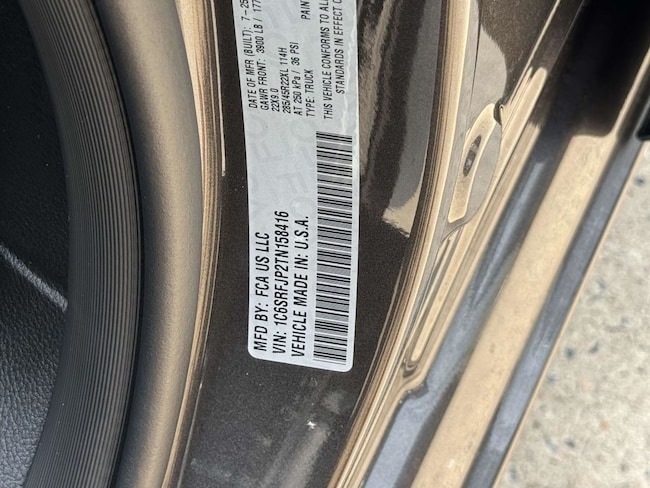 MFD BY: FCA US LLC
VIN: 1C6SRFJP2TN158416
VEHICLE MADE IN: U.S.A.
DATE OF MFR (BUILT): 7-25
GAWR FRONT: 3900 LB / 177
22X9.0
285/45R22XL 114H
AT 250 kPa / 36 PSI
TYPE: TRUCK
PAINT
THIS VEHICLE CONFORMS TO ALL
STANDARDS IN EFFECT